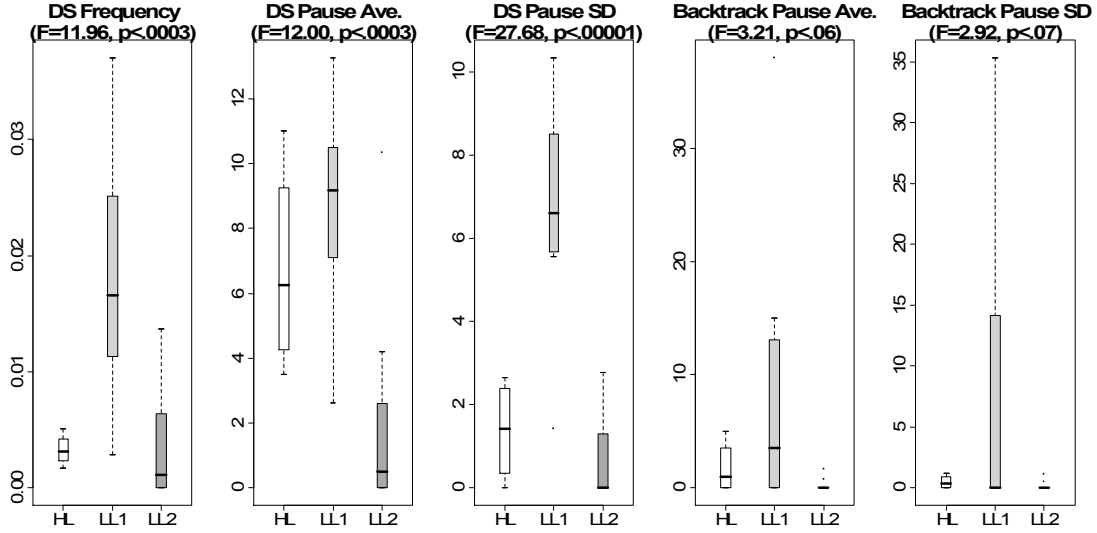 DS Frequency
(F=11.96, p<.0003)
0.00 0.01 0.02 0.03
HL LL1 LL2
DS Pause Ave.
(F=12.00, p<.0003)
0 2 4 6 8 10 12
HL LL1 LL2
DS Pause SD
(F=27.68, p<.00001)
0 2 4 6 8 10
HL LL1 LL2
Backtrack Pause Ave.
(F=3.21, p<.06)
0 10 20 30
HL LL1 LL2
Backtrack Pause SD
(F=2.92, p<.07)
0 5 10 15 20 25 30 35
HL LL1 LL2